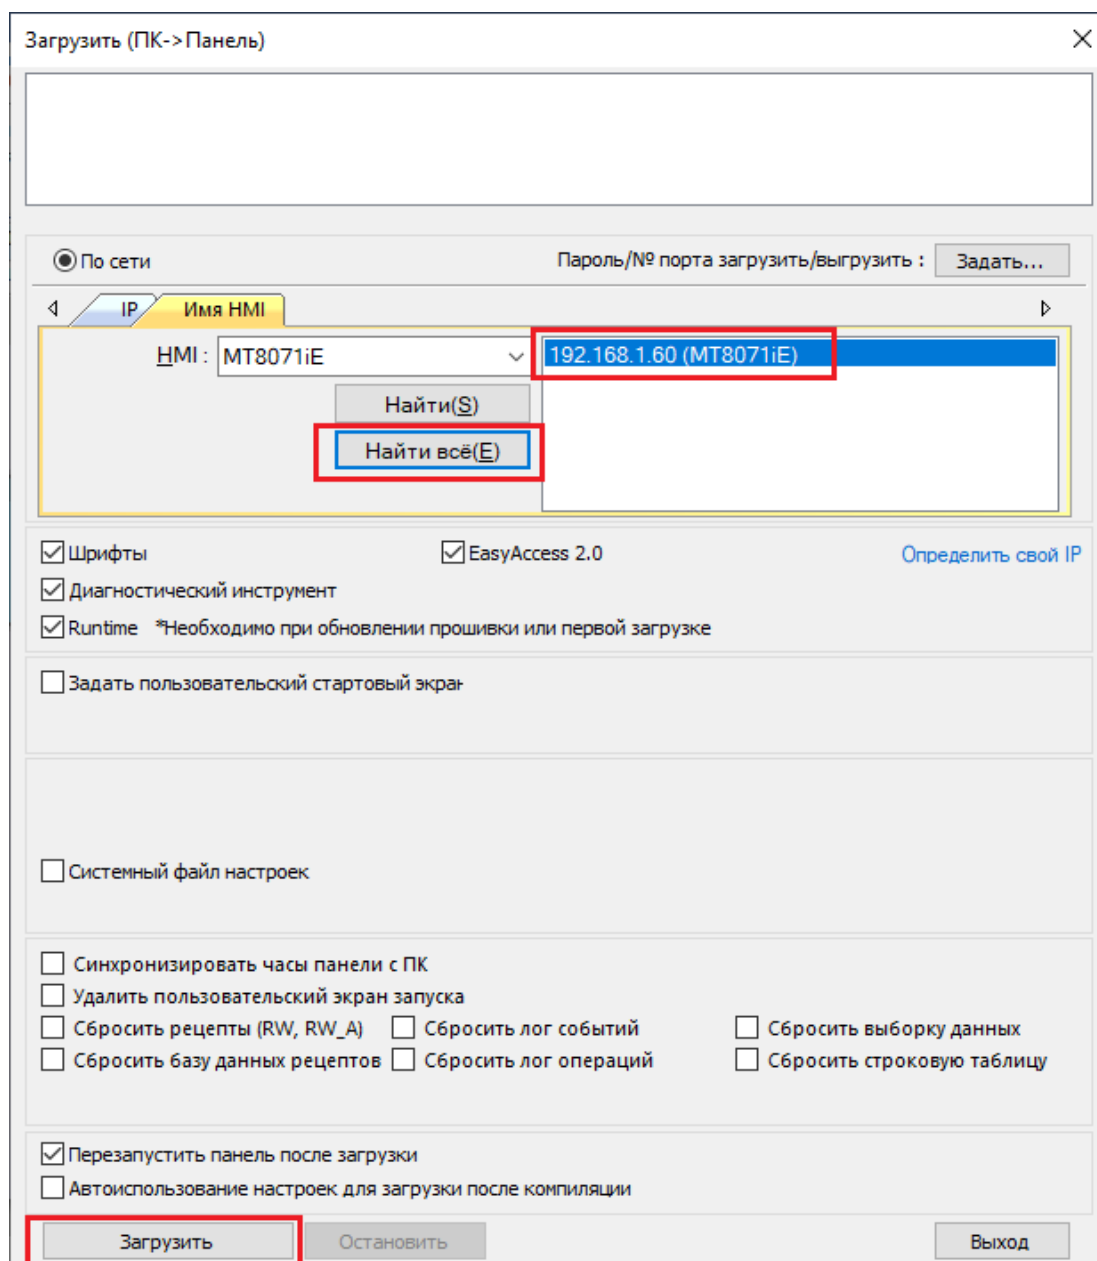 Загрузить (ПК->Панель)
По сети Пароль/№ порта загрузить/выгрузить : Задать...
IP Имя HMI
HMI : MT8071iE 192.168.1.60 (MT8071iE)
Найти(S)
Найти всё(E)
Шрифты EasyAccess 2.0 Определить свой IP
Диагностический инструмент
Runtime *Необходимо при обновлении прошивки или первой загрузке
Задать пользовательский стартовый экран
Системный файл настроек
Синхронизировать часы панели с ПК
Удалить пользовательский экран запуска
Сбросить рецепты (RW, RW_A) Сбросить лог событий Сбросить выборку данных
Сбросить базу данных рецептов Сбросить лог операций Сбросить строковую таблицу
Перезапустить панель после загрузки
Автоиспользование настроек для загрузки после компиляции
Загрузить Остановить Выход